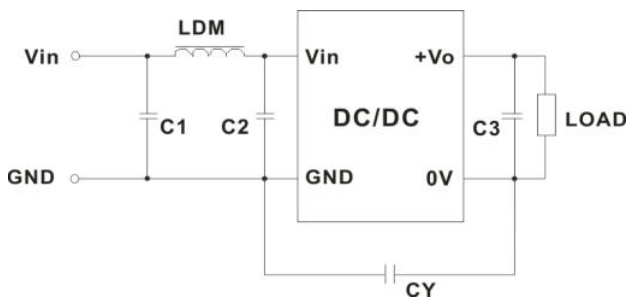 LDM
Vin
Vin
+Vo
C1
C2
DC/DC
C3
LOAD
GND
GND
0V
CY